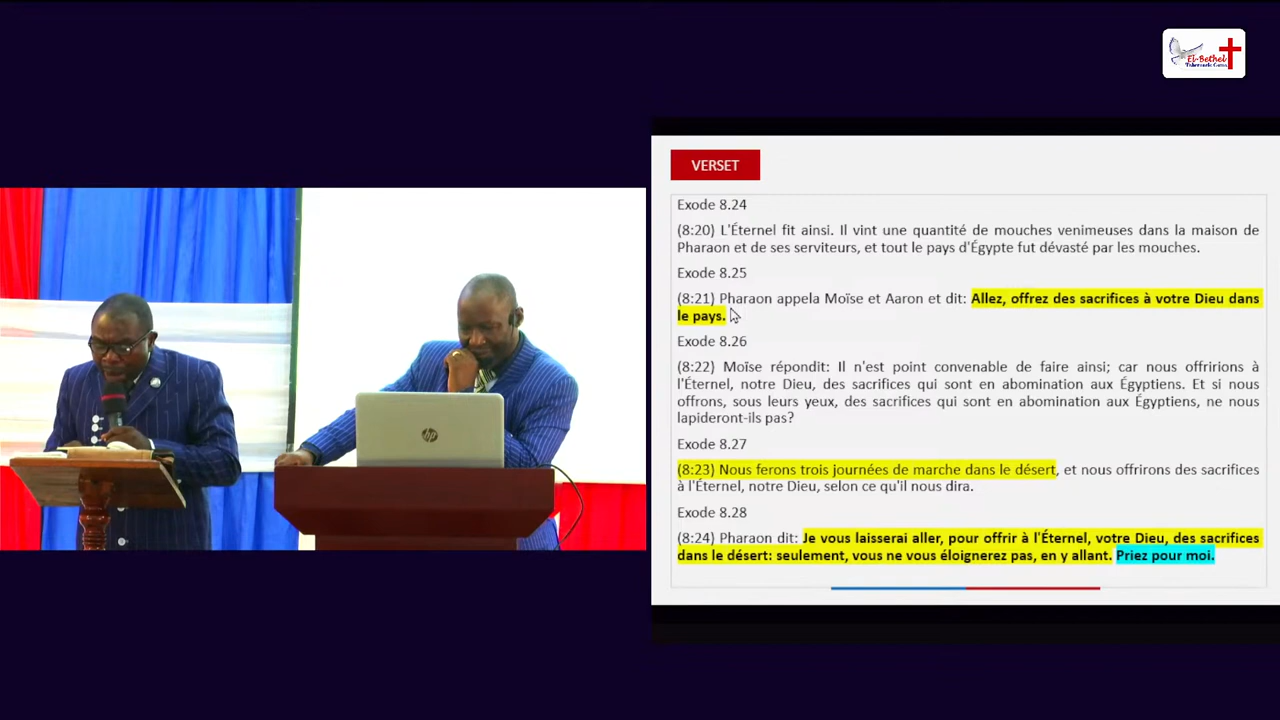 El-Bethel
VERSET
Exode 8.24
(8:20) L'Éternel fit ainsi. Il vint une quantité de mouches venimeuses dans la maison de
Pharaon et de ses serviteurs, et tout le pays d'Égypte fut dévasté par les mouches.
Exode 8.25
(8:21) Pharaon appela Moïse et Aaron et dit: Allez, offrez des sacrifices à votre Dieu dans
le pays.
Exode 8.26
(8:22) Moïse répondit: Il n'est point convenable de faire ainsi; car nous offririons à
l'Éternel, notre Dieu, des sacrifices qui sont en abomination aux Égyptiens. Et si nous
offrons, sous leurs yeux, des sacrifices qui sont en abomination aux Égyptiens, ne nous
lapideront-ils pas?
Exode 8.27
(8:23) Nous ferons trois journées de marche dans le désert, et nous offrirons des sacrifices
à l'Éternel, notre Dieu, selon ce qu'il nous dira.
Exode 8.28
(8:24) Pharaon dit: Je vous laisserai aller, pour offrir à l'Éternel, votre Dieu, des sacrifices
dans le désert: seulement, vous ne vous éloignerez pas, en y allant. Priez pour moi.
hp